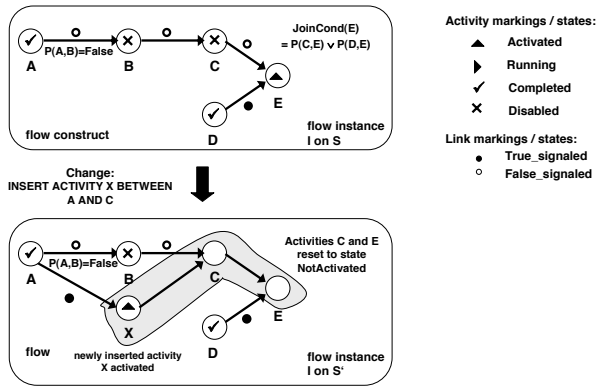 JoinCond(E)
= P(C,E) ∨ P(D,E)
P(A,B)=False
A
B
C
D
E
flow construct
flow instance
I on S
Activity markings / states:
Activated
Running
Completed
Disabled
Link markings / states:
True_signaled
False_signaled
Change:
INSERT ACTIVITY X BETWEEN
A AND C
Activities C and E
reset to state
NotActivated
P(A,B)=False
A
B
C
E
X
D
flow
newly inserted activity
X activated
flow instance
I on S‘